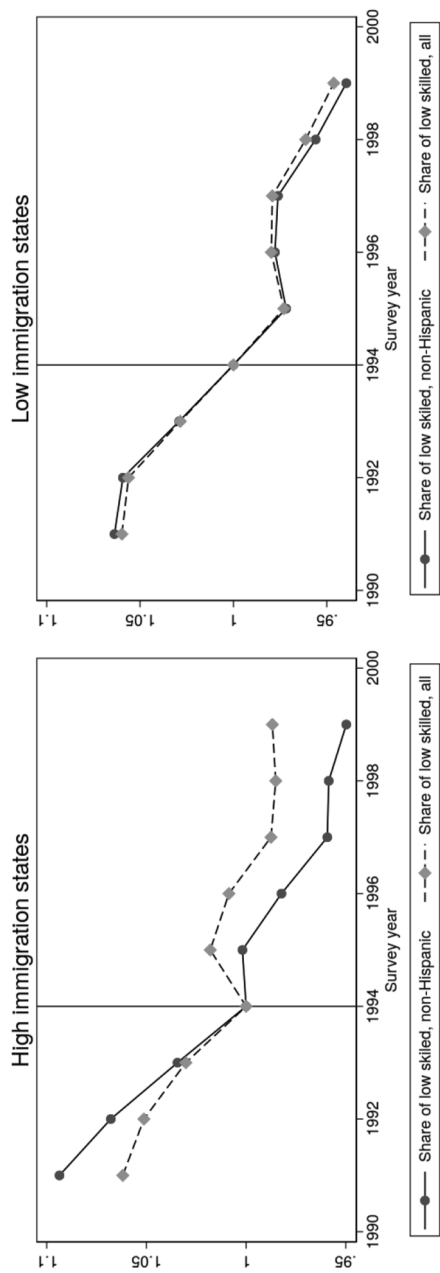 High immigration states
1.1
1.05
1
.95
1990
1992
1994
1996
1998
2000
Survey year
Share of low skiled, non-Hispanic
Share of low skilled, all
Low immigration states
1.1
1.05
1
.95
1990
1992
1994
1996
1998
2000
Survey year
Share of low skiled, non-Hispanic
Share of low skilled, all